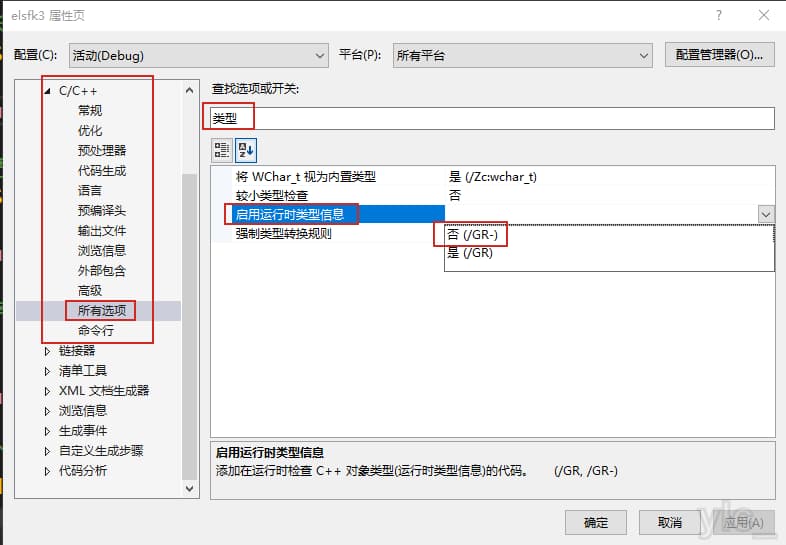 elsfk3 属性页
配置(C): 活动(Debug) 平台(P): 所有平台 配置管理器(O)...
C/C++
常规
优化
预处理器
代码生成
语言
预编译头
输出文件
浏览信息
外部包含
高级
所有选项
命令行
链接器
清单工具
XML 文档生成器
浏览信息
生成事件
自定义生成步骤
代码分析
查找选项或开关:
类型
将 WChar_t 视为内置类型 是 (/Zc:wchar_t)
较小类型检查 否
启用运行时类型信息
否 (/GR-)
强制类型转换规则
是 (/GR)
启用运行时类型信息
添加在运行时检查 C++ 对象类型(运行时类型信息)的代码。 (/GR, /GR-)
确定 取消 应用(A)